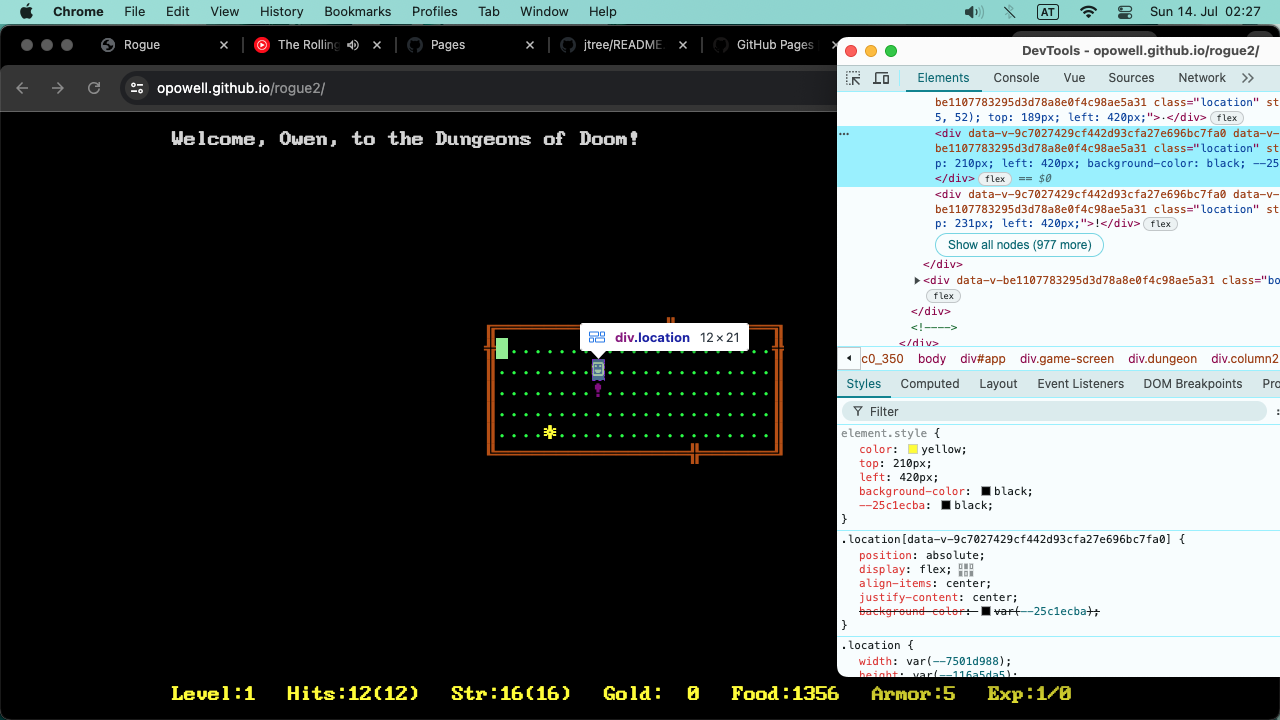 Chrome File Edit View History Bookmarks Profiles Tab Window Help AT Sun 14. Jul 02:27
Rogue The Rolling Pages jtree/README. GitHub Pages
opowell.github.io/rogue2/
Welcome, Owen, to the Dungeons of Doom!
div.location 12 × 21
Level:1 Hits:12(12) Str:16(16) Gold: 0 Food:1356 Armor:5 Exp:1/0
DevTools - opowell.github.io/rogue2/
Elements Console Vue Sources Network
be1107783295d3d78a8e0f4c98ae5a31 class="location" st
5, 52); top: 189px; left: 420px;">·</div> flex
<div data-v-9c7027429cf442d93cfa27e696bc7fa0 data-v-
be1107783295d3d78a8e0f4c98ae5a31 class="location" st
p: 210px; left: 420px; background-color: black; --25
</div> flex == $0
<div data-v-9c7027429cf442d93cfa27e696bc7fa0 data-v-
be1107783295d3d78a8e0f4c98ae5a31 class="location" st
p: 231px; left: 420px;">!</div> flex
Show all nodes (977 more)
</div>
<div data-v-be1107783295d3d78a8e0f4c98ae5a31 class="bo
flex
</div>
<!---->
</div>
c0_350 body div#app div.game-screen div.dungeon div.column2
Styles Computed Layout Event Listeners DOM Breakpoints Pro
Filter
element.style {
color: yellow;
top: 210px;
left: 420px;
background-color: black;
--25c1ecba: black;
}
.location[data-v-9c7027429cf442d93cfa27e696bc7fa0] {
position: absolute;
display: flex;
align-items: center;
justify-content: center;
background-color: var(--25c1ecba);
}
.location {
width: var(--7501d988);
height: var(--116a5da5);